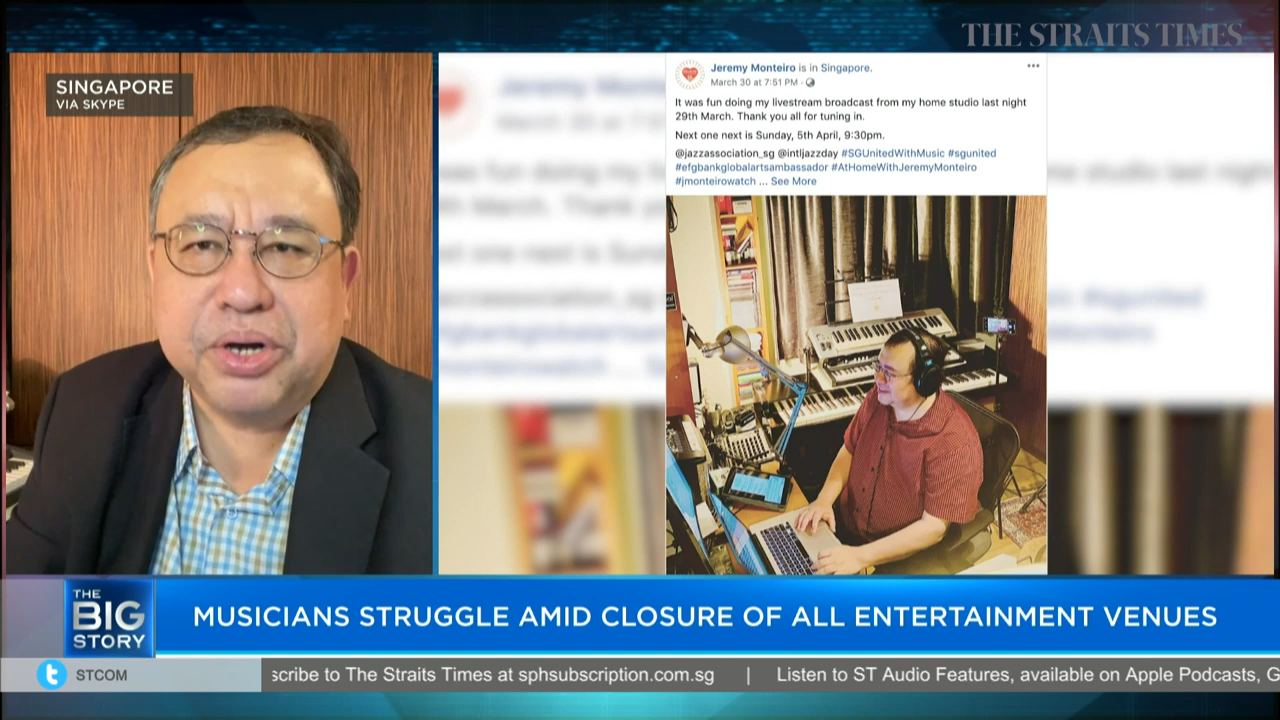 THE STRAITS TIMES
SINGAPORE
VIA SKYPE
Jeremy Monteiro is in Singapore.
March 30 at 7:51 PM ·
It was fun doing my livestream broadcast from my home studio last night
29th March. Thank you all for tuning in.
Next one next is Sunday, 5th April, 9:30pm.
@jazzassociation_sg @intljazzday #SGUnitedWithMusic #sgunited
#efgbankglobalartsambassador #AtHomeWithJeremyMonteiro
#jmonteirowatch ... See More
THE
BIG
STORY
MUSICIANS STRUGGLE AMID CLOSURE OF ALL ENTERTAINMENT VENUES
STCOM
scribe to The Straits Times at sphsubscription.com.sg | Listen to ST Audio Features, available on Apple Podcasts, G